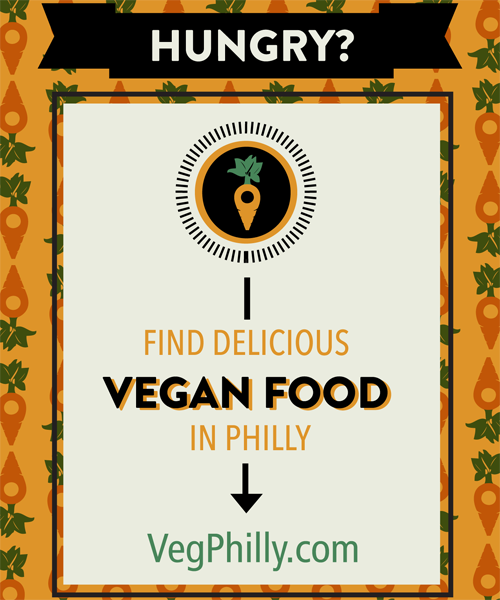 HUNGRY?
FIND DELICIOUS
VEGAN FOOD
IN PHILLY
VegPhilly.com